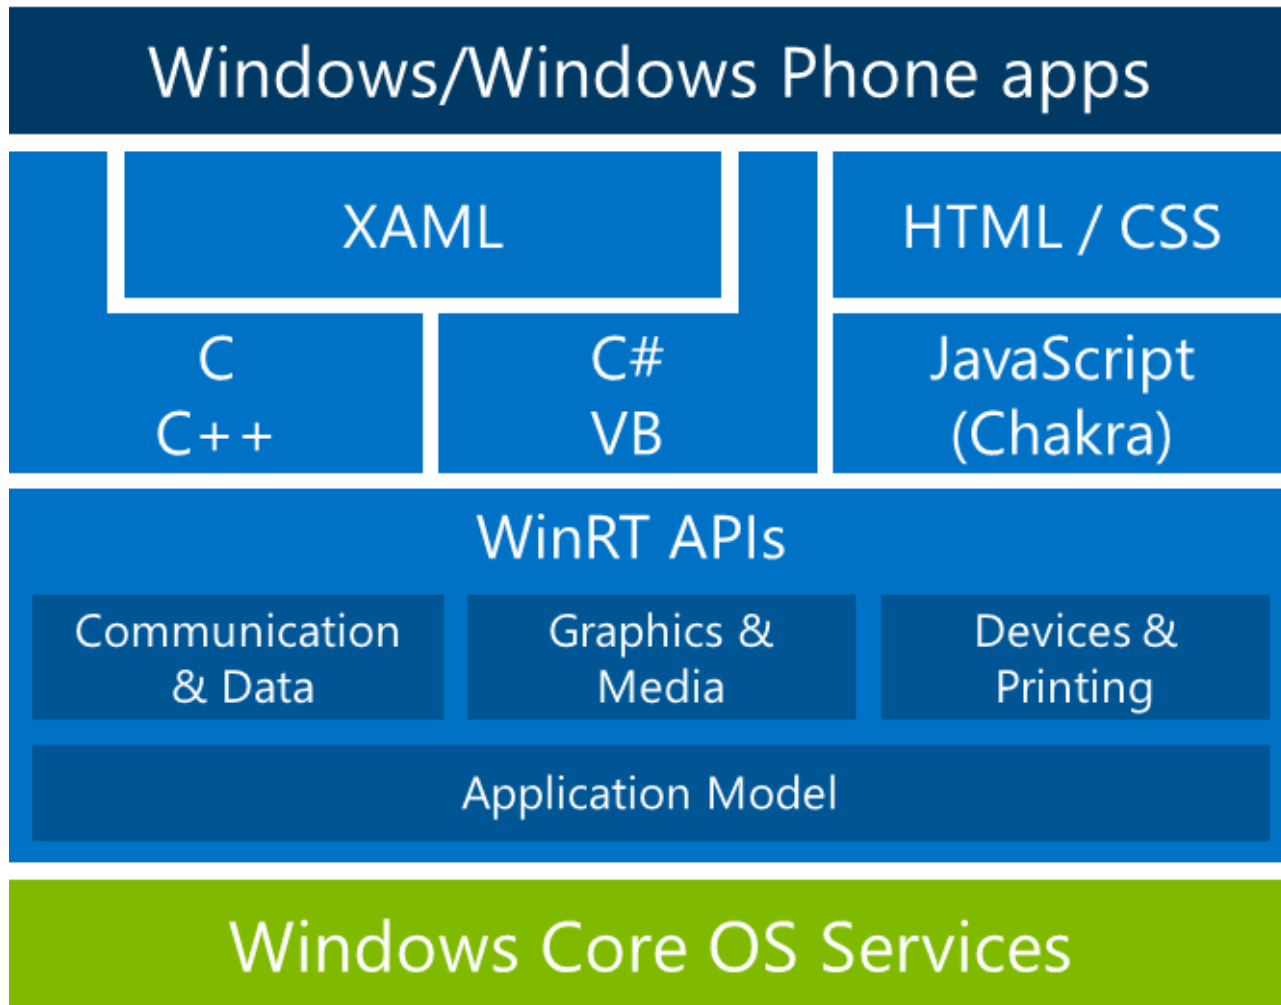 Windows/Windows Phone apps
XAML
HTML / CSS
C
C++
C#
VB
JavaScript
(Chakra)
WinRT APIs
Communication
& Data
Graphics &
Media
Devices &
Printing
Application Model
Windows Core OS Services